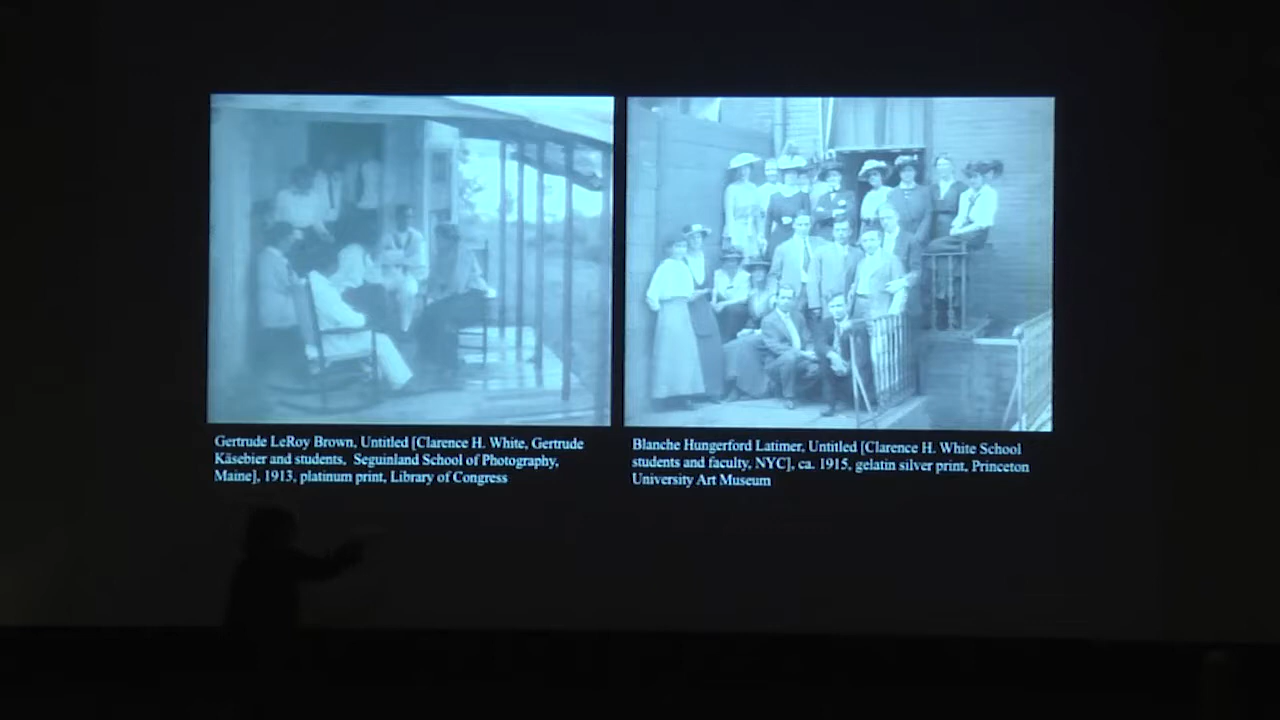 Gertrude LeRoy Brown, Untitled [Clarence H. White, Gertrude
Käsebier and students, Seguinland School of Photography,
Maine], 1913, platinum print, Library of Congress
Blanche Hungerford Latimer, Untitled [Clarence H. White School
students and faculty, NYC], ca. 1915, gelatin silver print, Princeton
University Art Museum